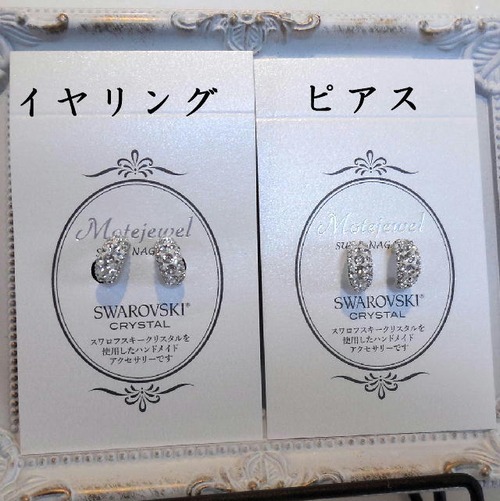 イヤリング
Motejewel
NAGA
SWAROVSKI®
CRYSTAL
スワロフスキークリスタルを
使用したハンドメイド
アクセサリーです
ピアス
Motejewel
NAGA
SWAROVSKI®
CRYSTAL
スワロフスキークリスタルを
使用したハンドメイド
アクセサリーです